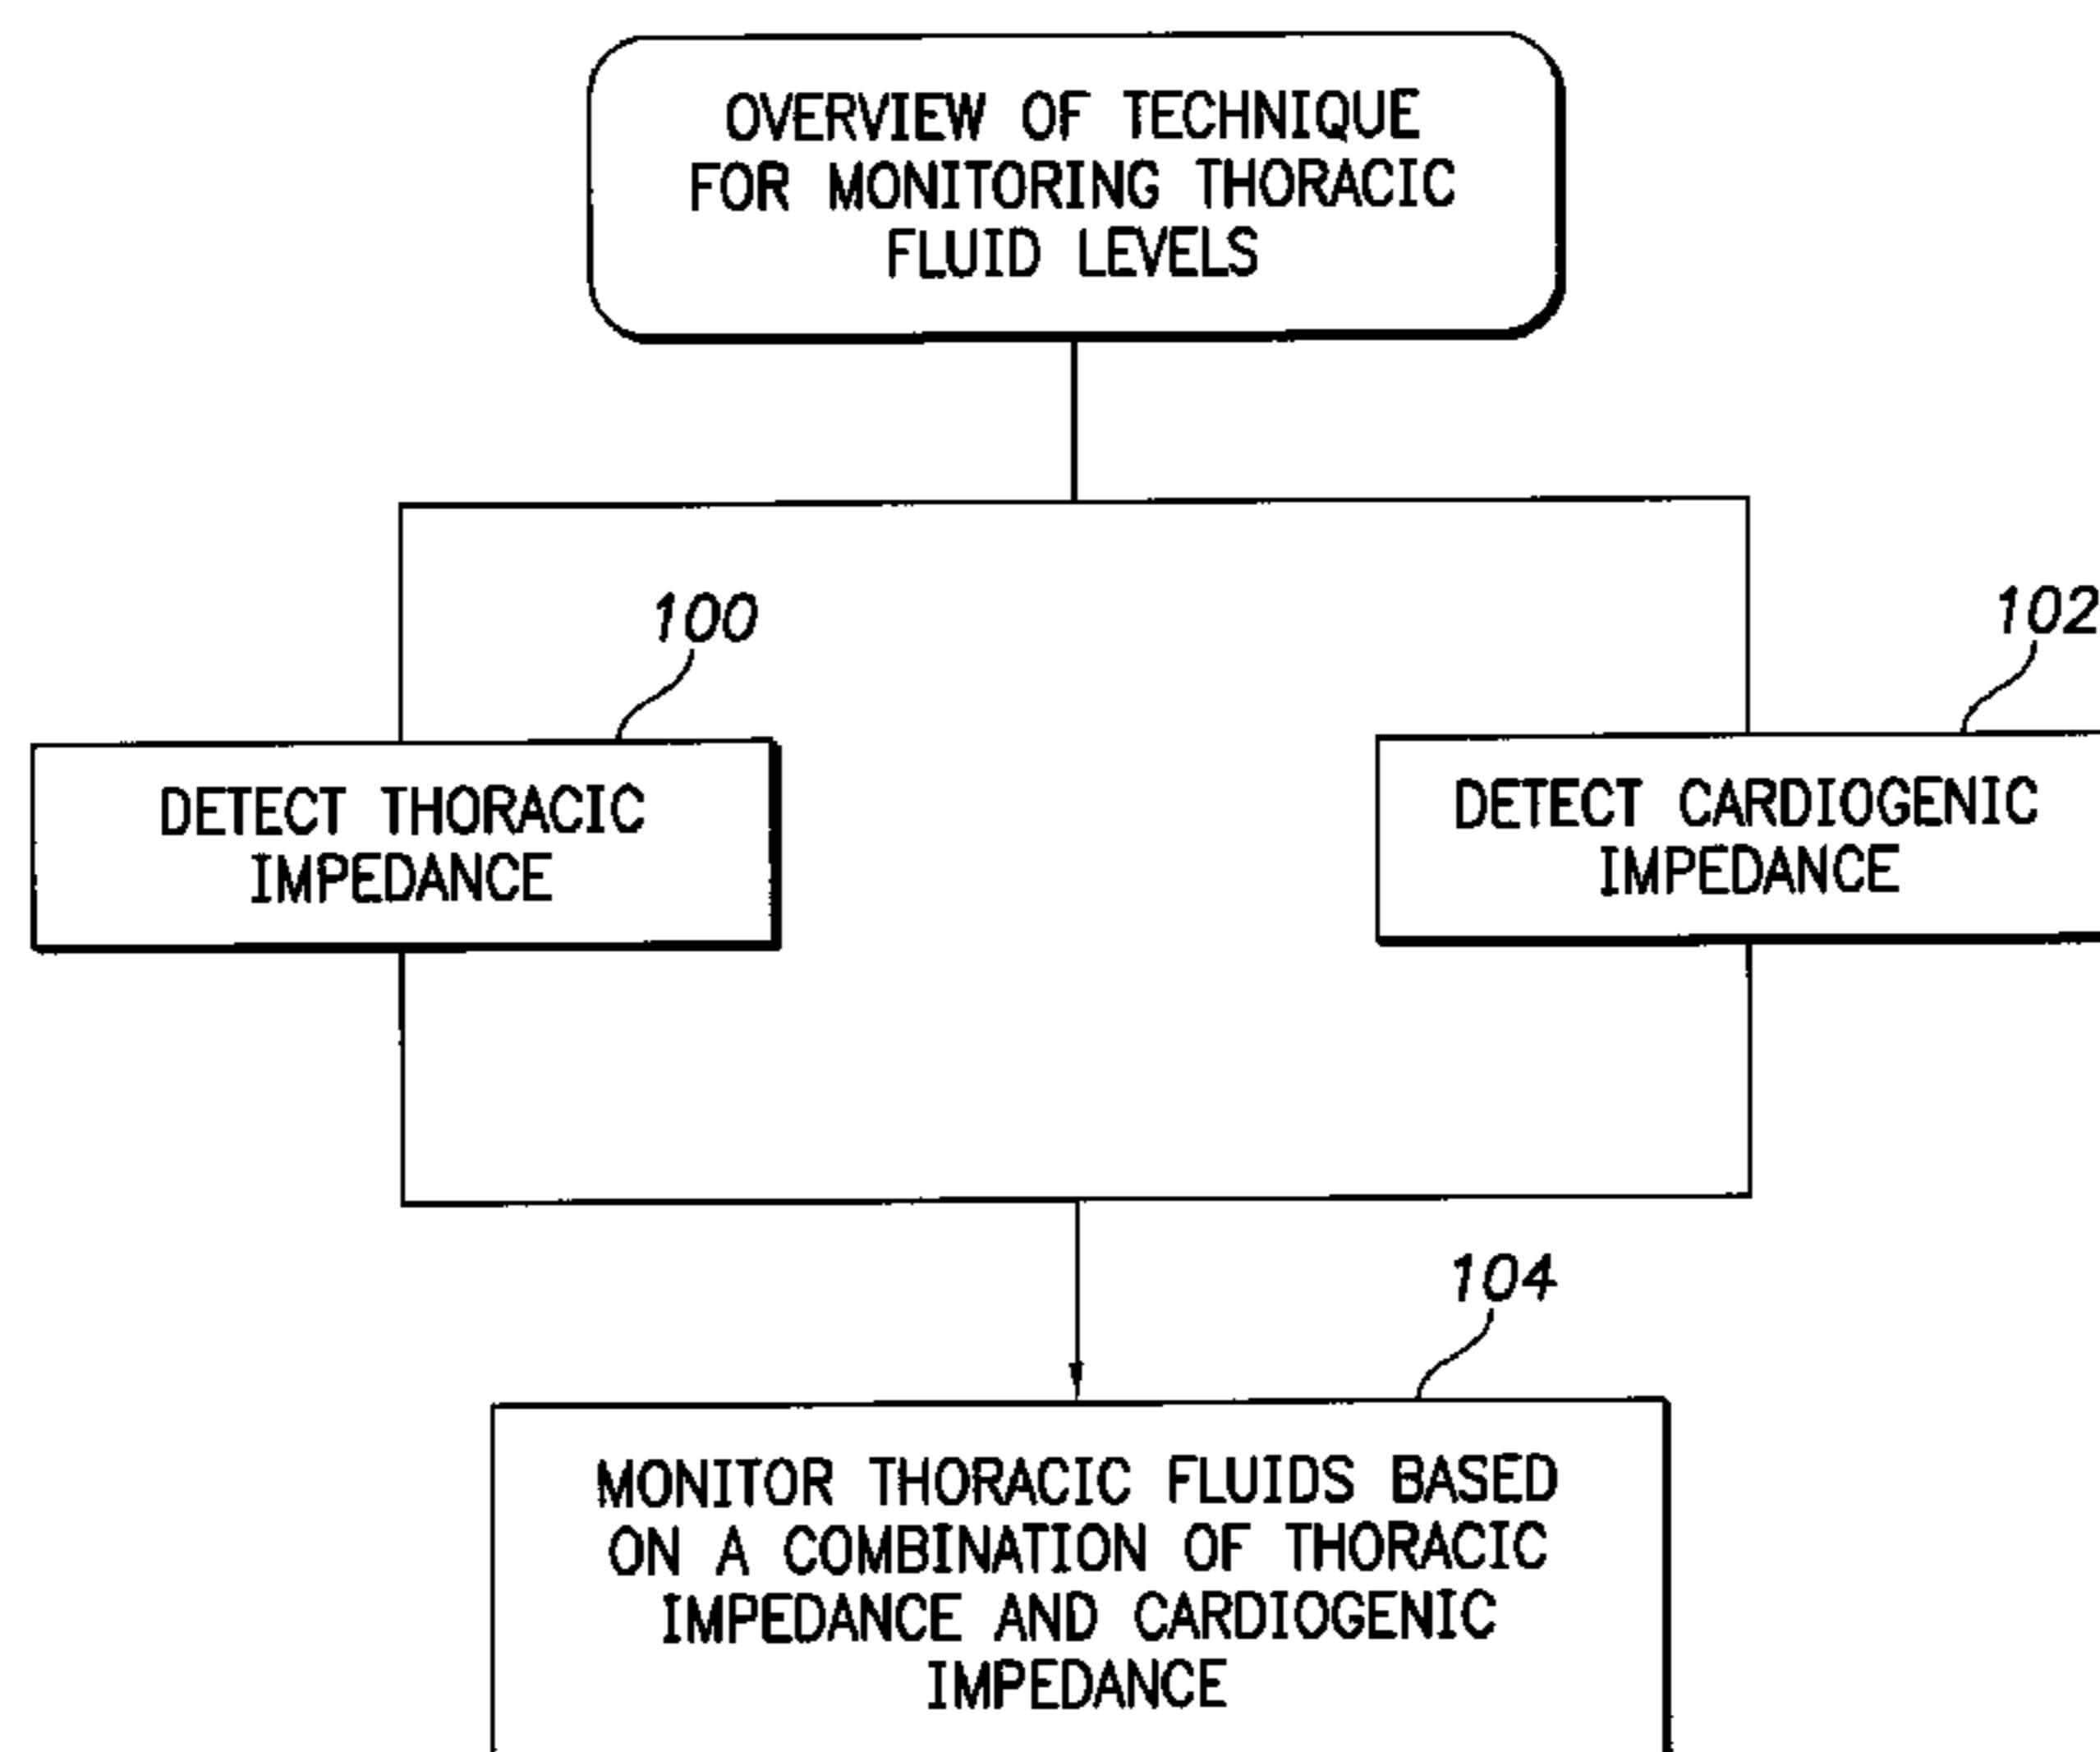 OVERVIEW OF TECHNIQUE
FOR MONITORING THORACIC
FLUID LEVELS
100
102
DETECT THORACIC
IMPEDANCE
DETECT CARDIOGENIC
IMPEDANCE
104
MONITOR THORACIC FLUIDS BASED
ON A COMBINATION OF THORACIC
IMPEDANCE AND CARDIOGENIC
IMPEDANCE